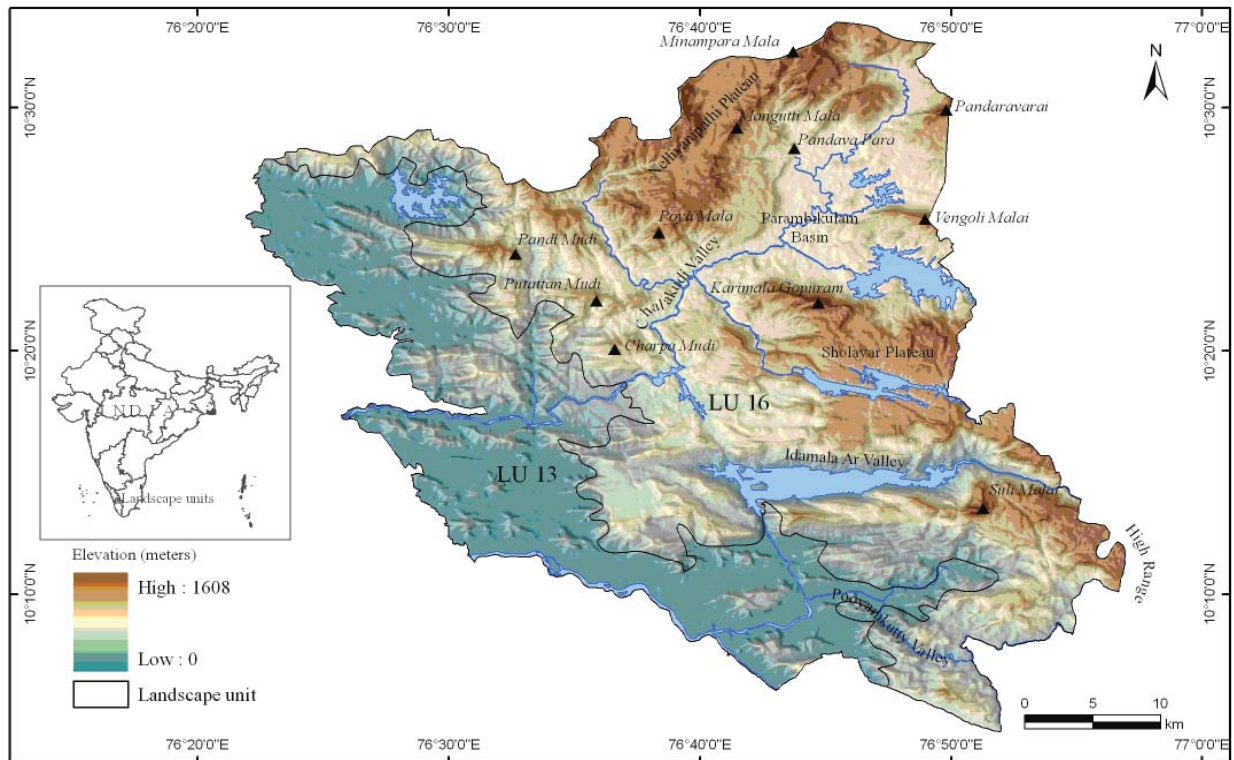 76°20'0"E 76°30'0"E 76°40'0"E 76°50'0"E 77°0'0"E
Minampara Mala
N
10°30'0"N
10°30'0"N
Pandaravarai
Mangutti Mala
Nelliyampathi Plateau
Pandava Para
Poya Mala
Parambikulam
Basin
Vengoli Malai
Pandi Mudi
Chalakudi Valley
Karimala Gopuram
Putattan Mudi
10°20'0"N
10°20'0"N
Charpa Mudi
Sholayar Plateau
LU 16
INDIA
Landscape units
LU 13
Idamala Ar Valley
Suli Malai
High Range
Elevation (meters)
High : 1608
Low : 0
Landscape unit
10°10'0"N
10°10'0"N
Pooyamkutty Valley
0 5 10
km
76°20'0"E 76°30'0"E 76°40'0"E 76°50'0"E 77°0'0"E